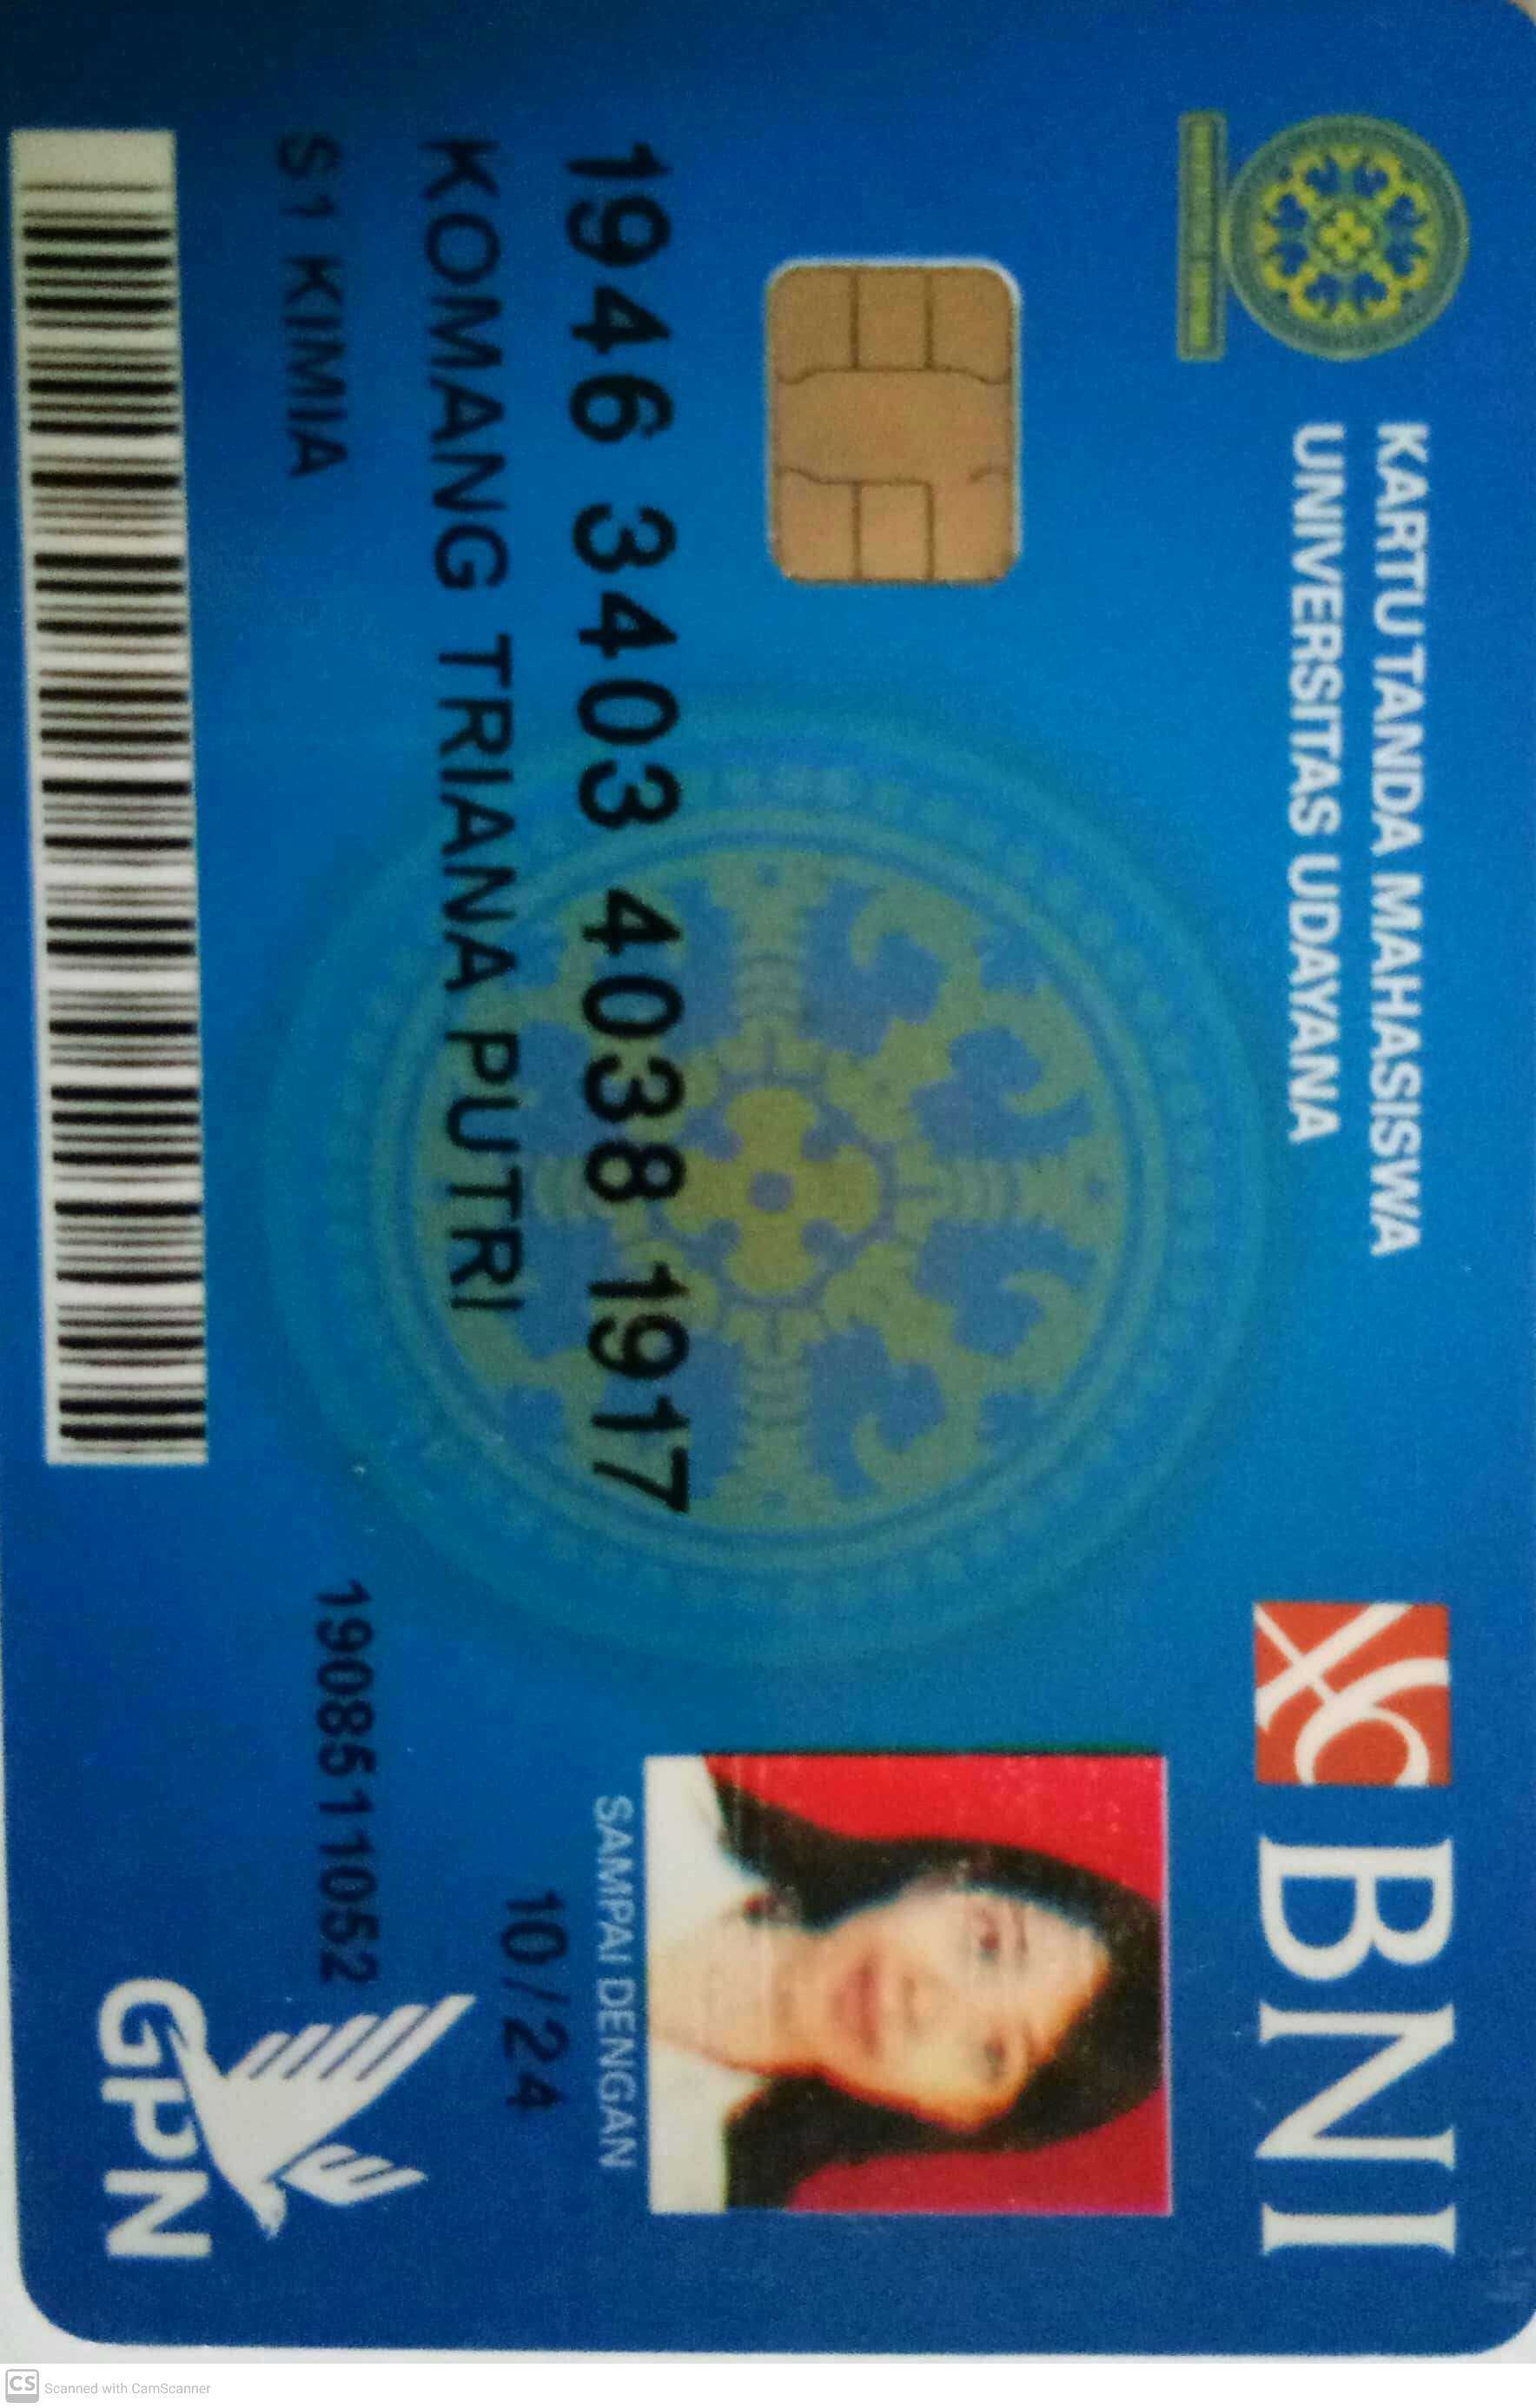 KARTU TANDA MAHASISWA
UNIVERSITAS UDAYANA
BNI
1946 3403 4038 1917
KOMANG TRIANA PUTRI
S1 KIMIA
SAMPAI DENGAN
10/24
1908511052
GPN
CS Scanned with CamScanner